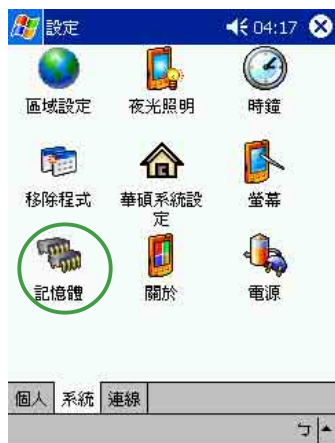 設定 04:17
區域設定 夜光照明 時鐘
移除程式 華碩系統設定 螢幕
記憶體 關於 電源
個人 系統 連線
ㄅ